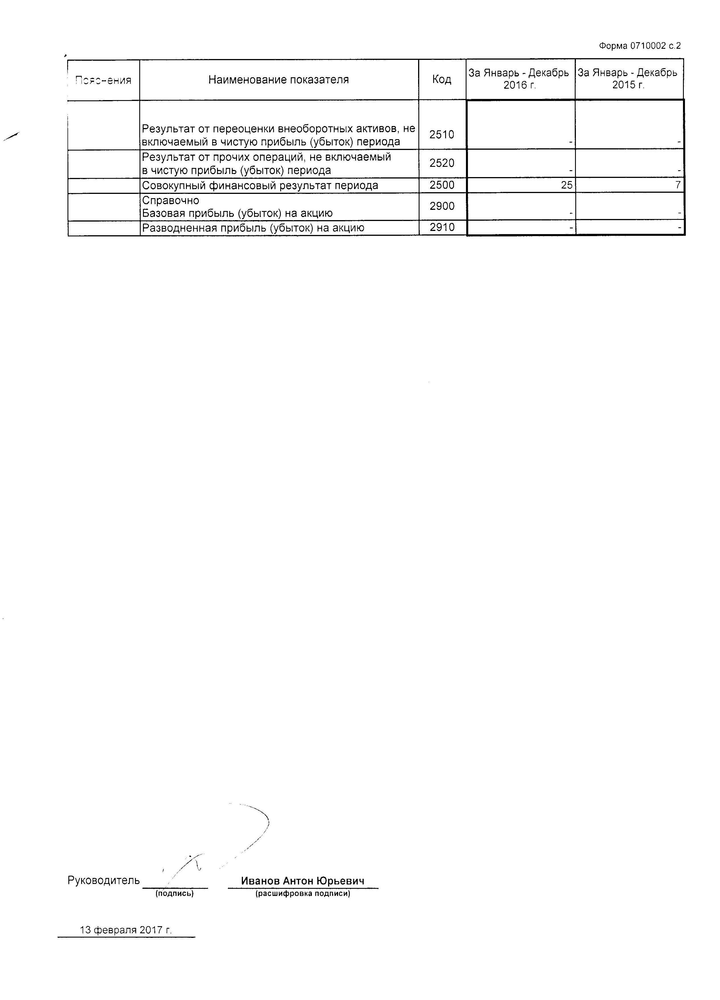 Форма 0710002 с.2
Пояснения
Наименование показателя
Код
За Январь - Декабрь
2016 г.
За Январь - Декабрь
2015 г.
Результат от переоценки внеоборотных активов, не
включаемый в чистую прибыль (убыток) периода
2510
-
-
Результат от прочих операций, не включаемый
в чистую прибыль (убыток) периода
2520
-
-
Совокупный финансовый результат периода
2500
25
7
Справочно
Базовая прибыль (убыток) на акцию
2900
-
-
Разводненная прибыль (убыток) на акцию
2910
-
-
Руководитель
Иванов Антон Юрьевич
(подпись)
(расшифровка подписи)
13 февраля 2017 г.